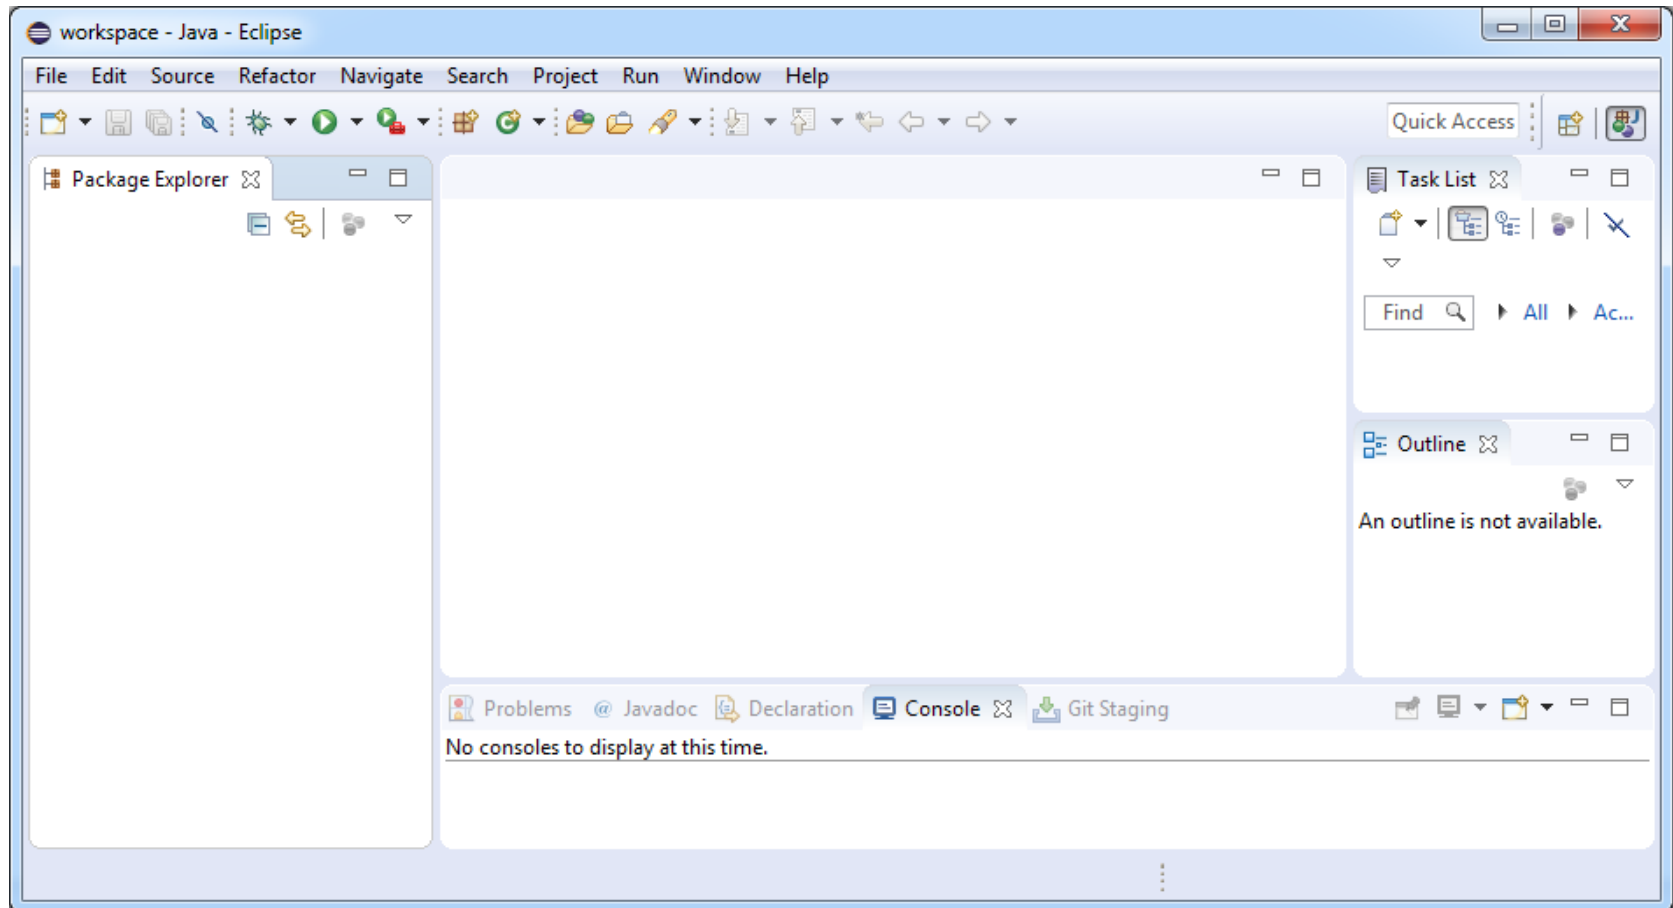 workspace - Java - Eclipse
File Edit Source Refactor Navigate Search Project Run Window Help
Quick Access
Package Explorer
Task List
Find All Ac...
Outline
An outline is not available.
Problems @ Javadoc Declaration Console Git Staging
No consoles to display at this time.